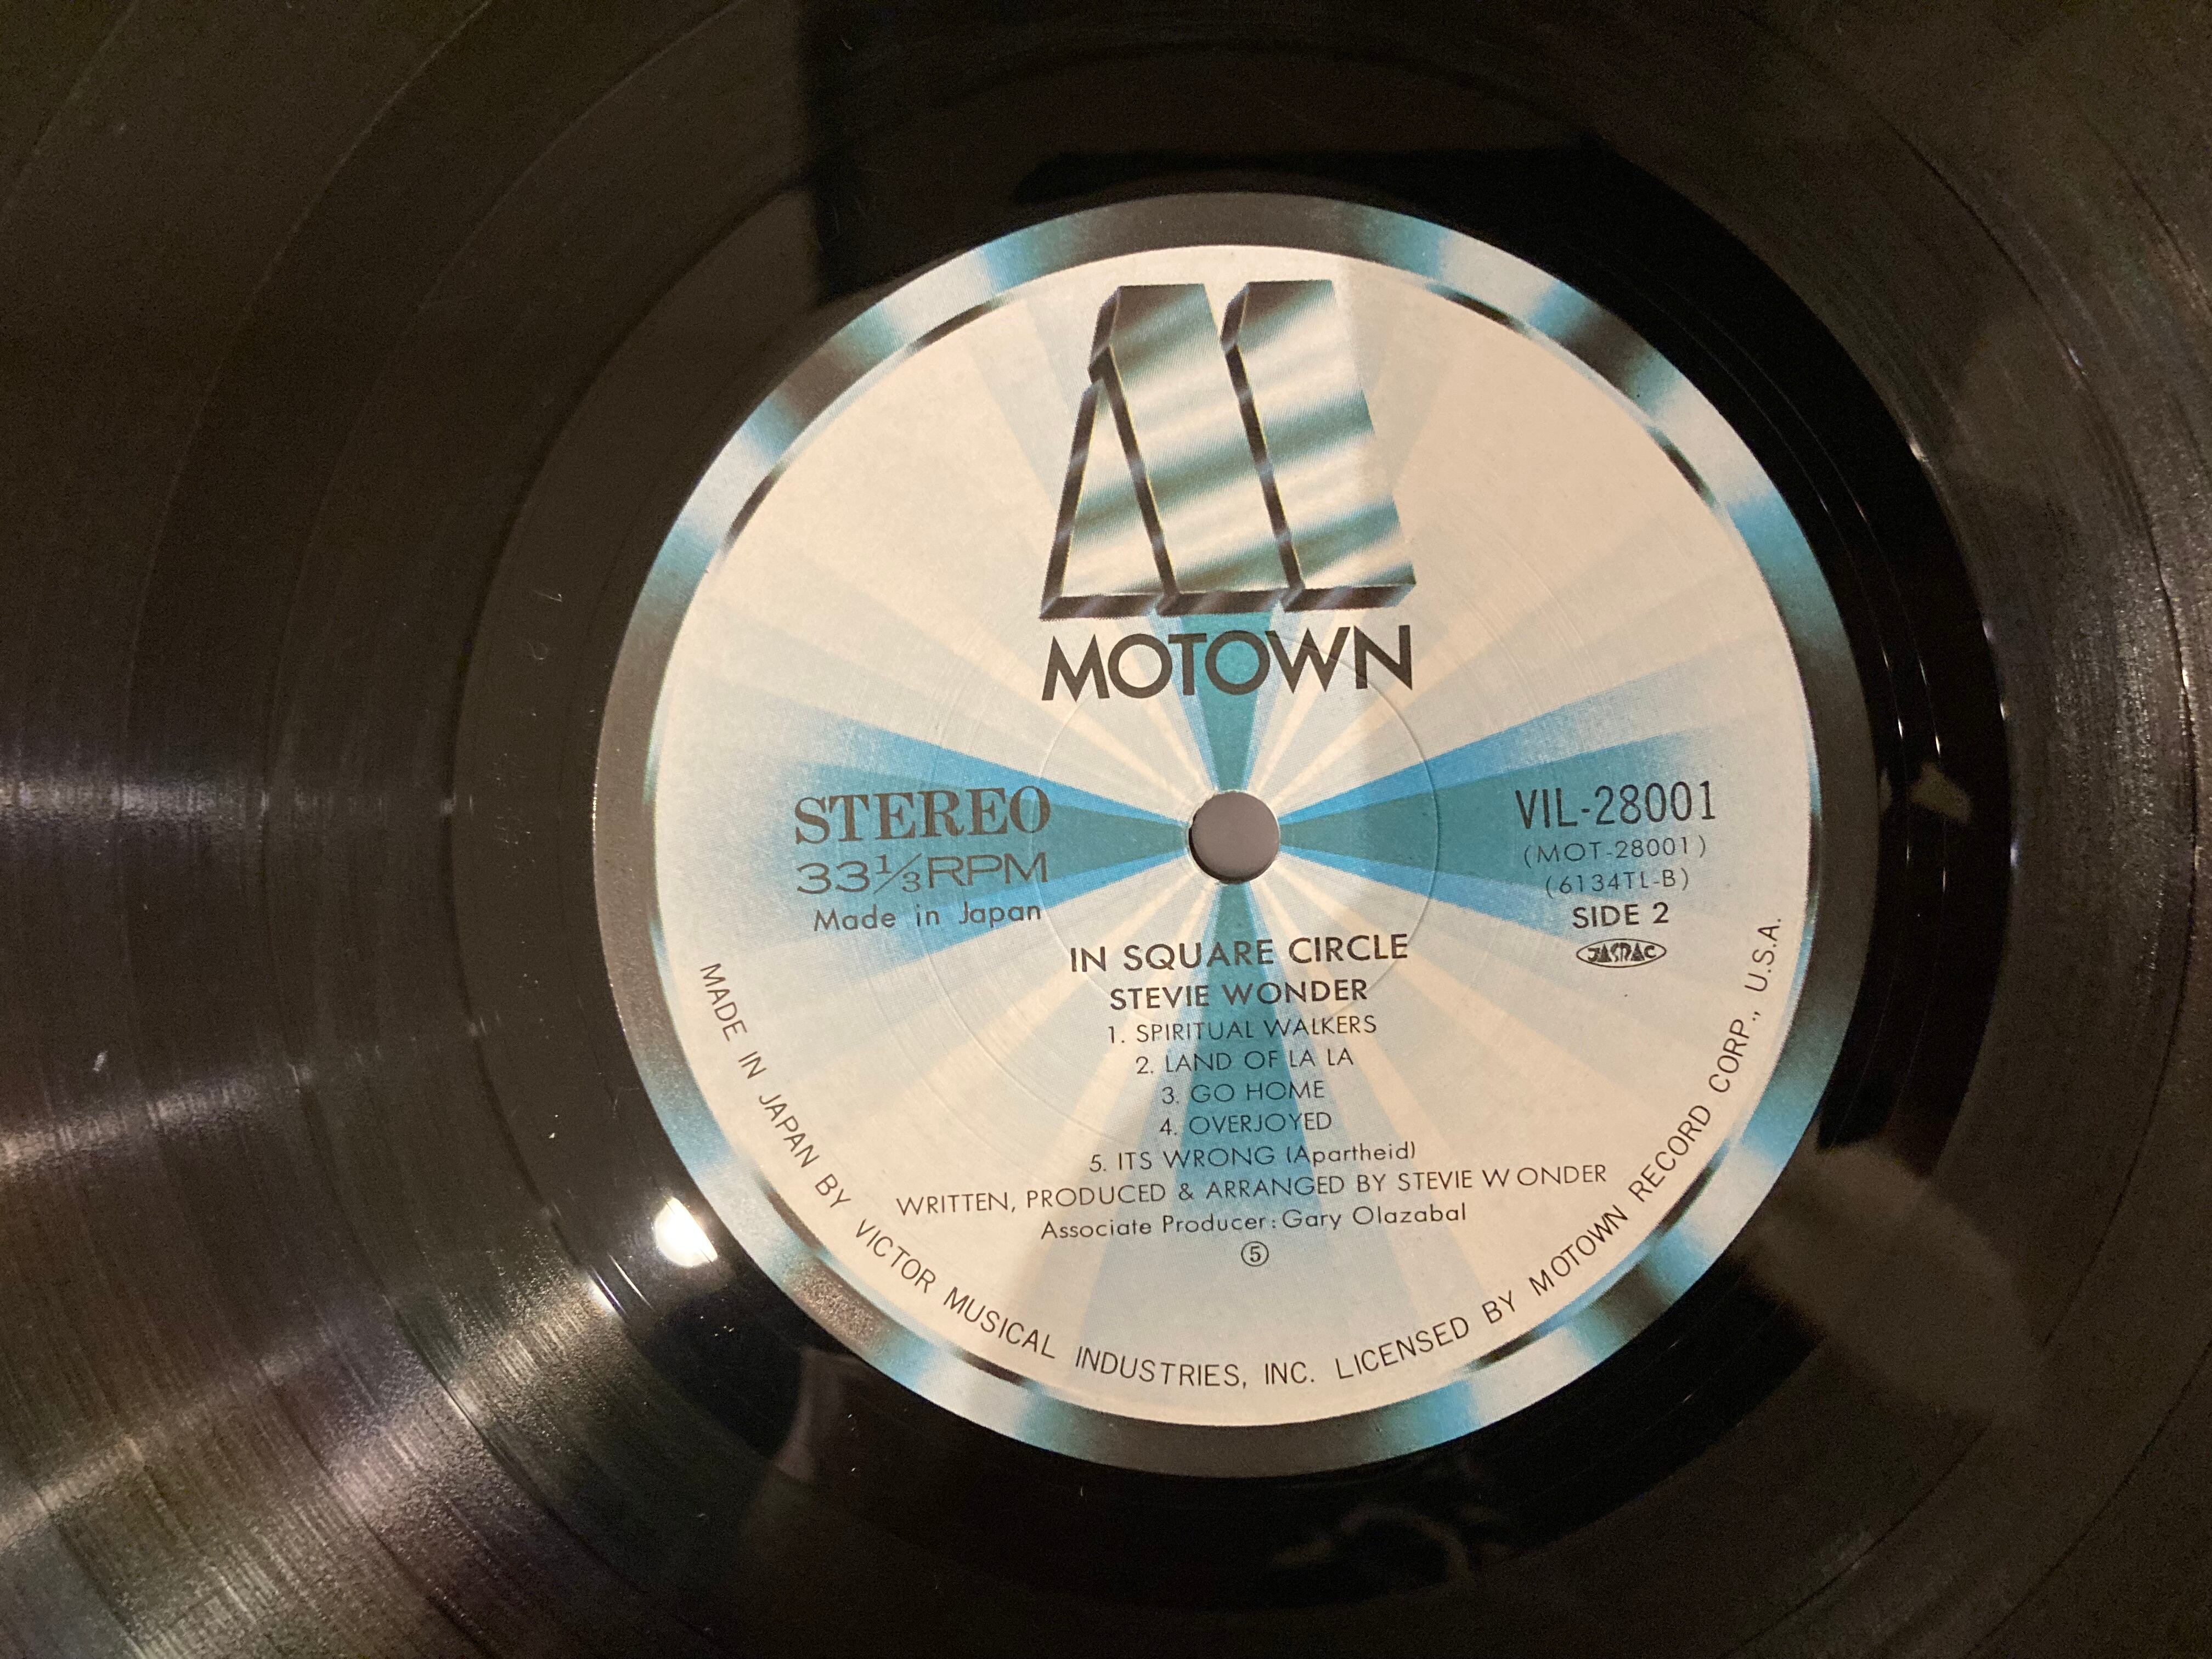 MOTOWN
STEREO
33⅓RPM
Made in Japan
VIL-28001
(MOT-28001)
(6134TL-B)
SIDE 2
JASRAC
IN SQUARE CIRCLE
STEVIE WONDER
1. SPIRITUAL WALKERS
2. LAND OF LA LA
3. GO HOME
4. OVERJOYED
5. ITS WRONG (Apartheid)
WRITTEN, PRODUCED & ARRANGED BY STEVIE WONDER
Associate Producer: Gary Olazabal
⑤
MADE IN JAPAN BY VICTOR MUSICAL INDUSTRIES, INC. LICENSED BY MOTOWN RECORD CORP., U.S.A.